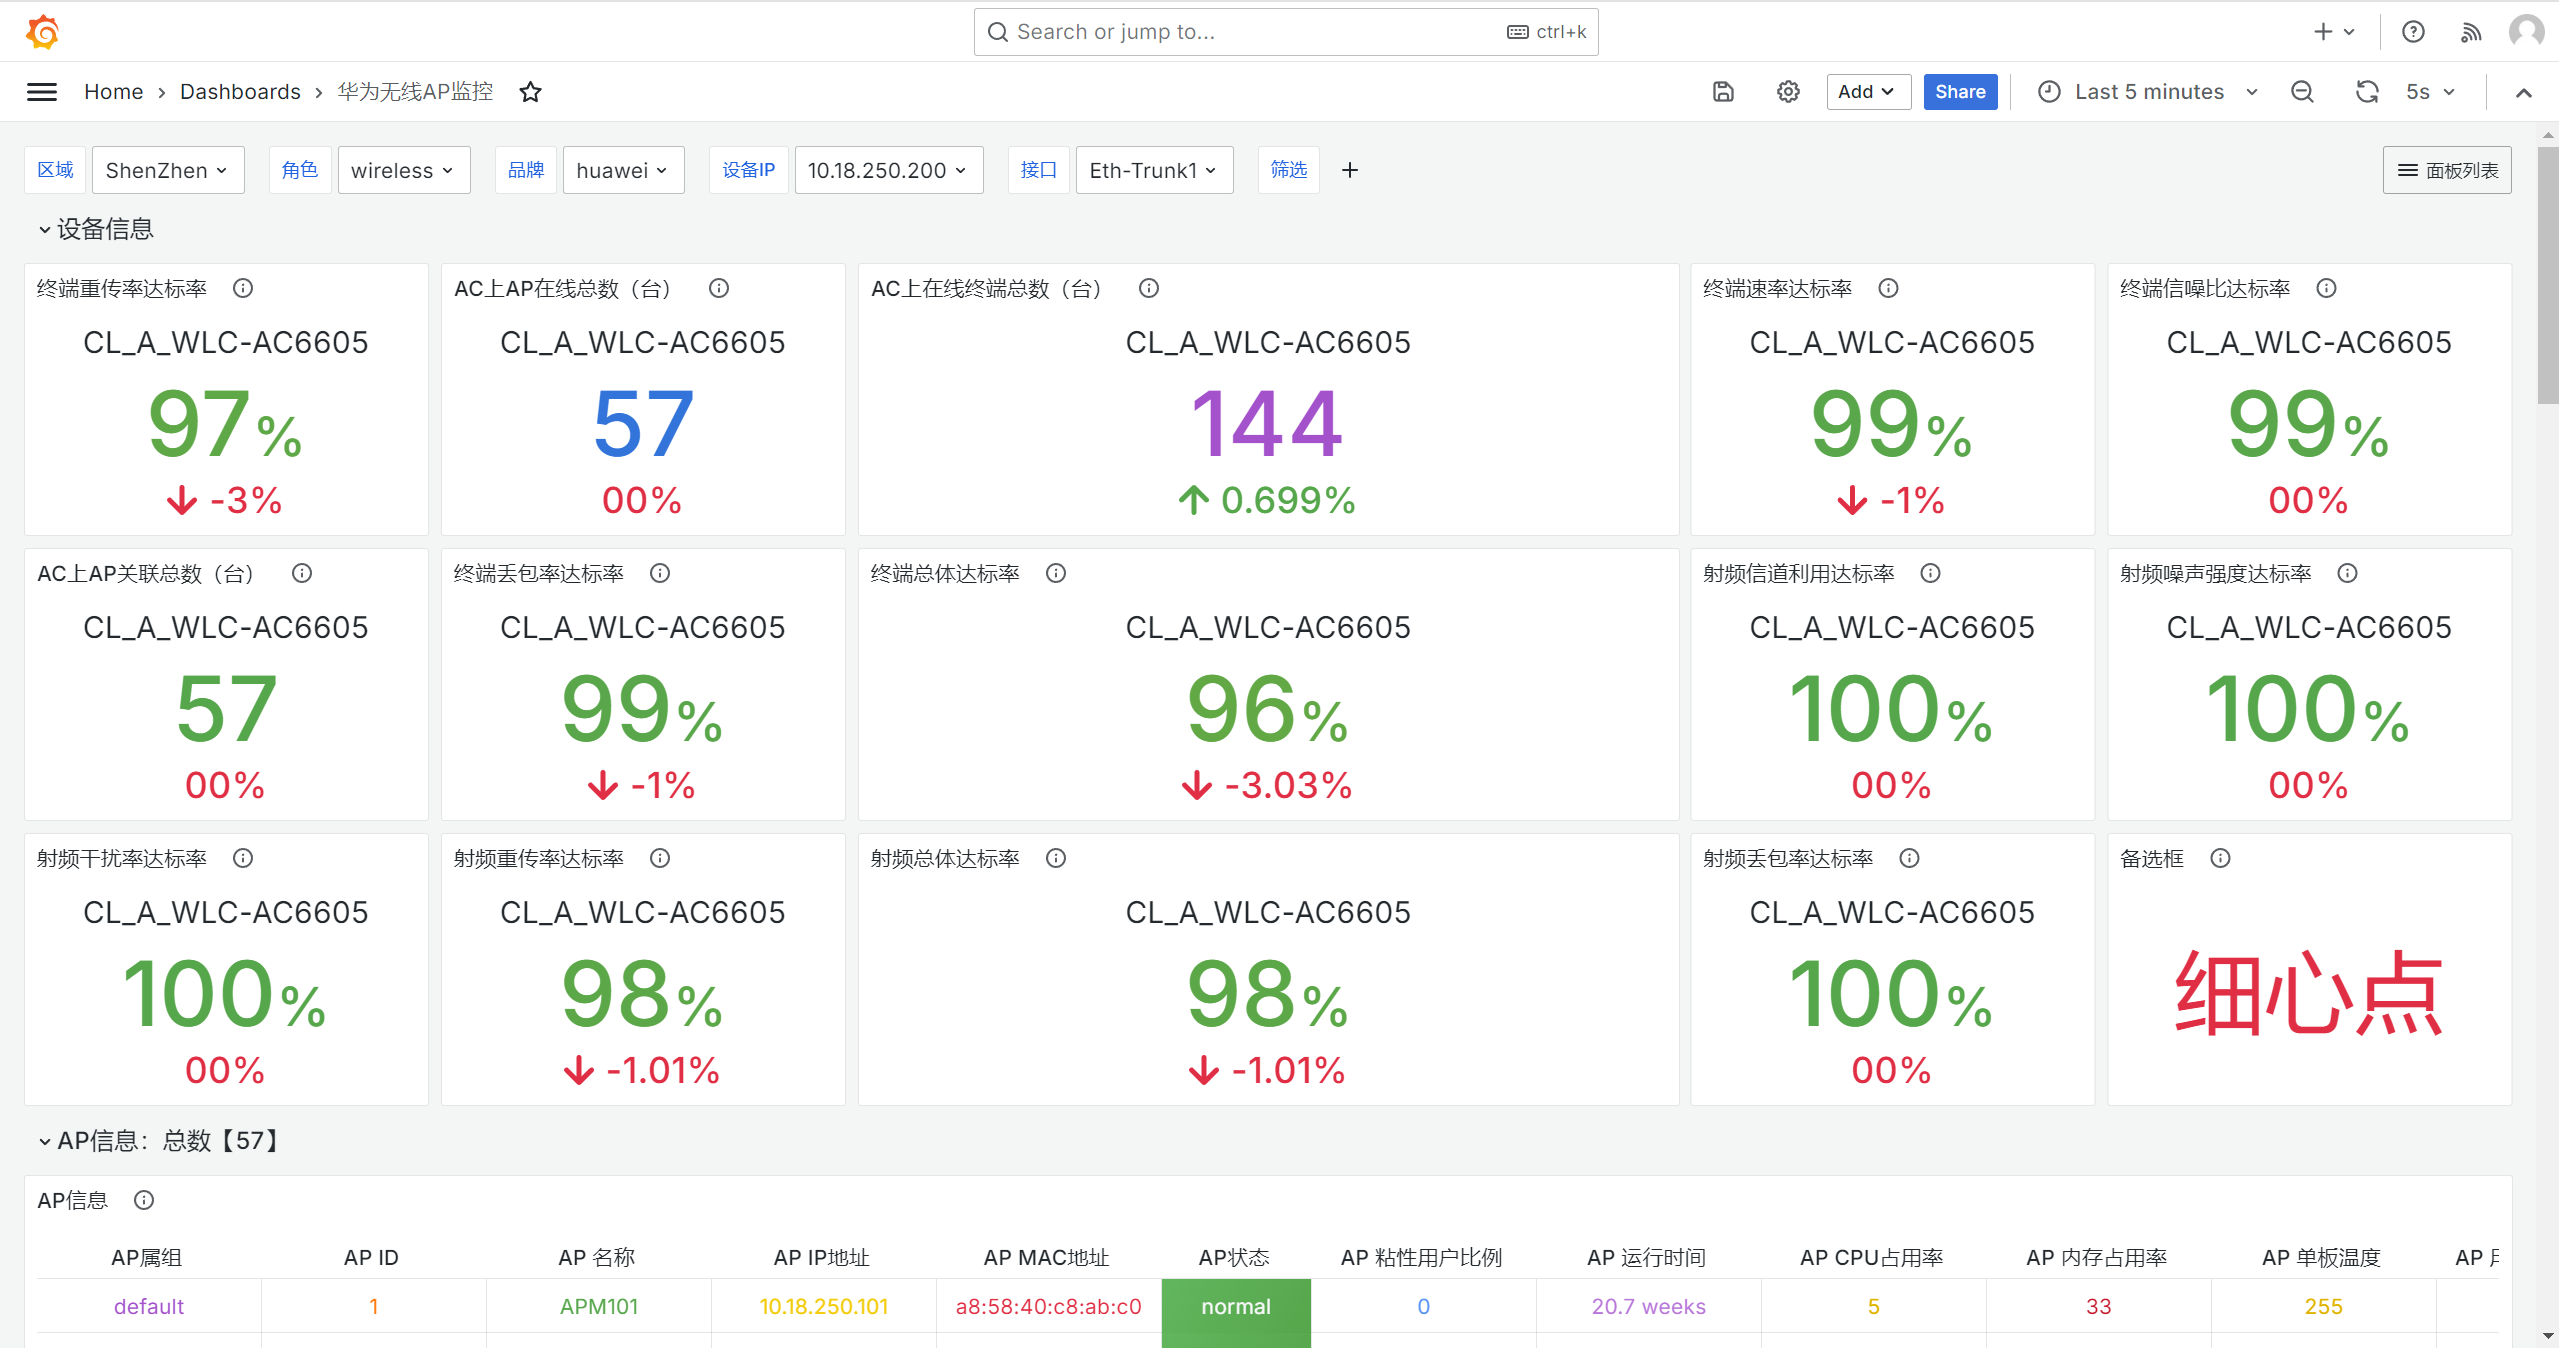 Search or jump to... ctrl+k
Home › Dashboards › 华为无线AP监控 Add Share Last 5 minutes 5s
区域 ShenZhen 角色 wireless 品牌 huawei 设备IP 10.18.250.200 接口 Eth-Trunk1 筛选 + 面板列表
设备信息
终端重传率达标率
CL_A_WLC-AC6605
97%
-3%
AC上AP在线总数（台）
CL_A_WLC-AC6605
57
00%
AC上在线终端总数（台）
CL_A_WLC-AC6605
144
0.699%
终端速率达标率
CL_A_WLC-AC6605
99%
-1%
终端信噪比达标率
CL_A_WLC-AC6605
99%
00%
AC上AP关联总数（台）
CL_A_WLC-AC6605
57
00%
终端丢包率达标率
CL_A_WLC-AC6605
99%
-1%
终端总体达标率
CL_A_WLC-AC6605
96%
-3.03%
射频信道利用达标率
CL_A_WLC-AC6605
100%
00%
射频噪声强度达标率
CL_A_WLC-AC6605
100%
00%
射频干扰率达标率
CL_A_WLC-AC6605
100%
00%
射频重传率达标率
CL_A_WLC-AC6605
98%
-1.01%
射频总体达标率
CL_A_WLC-AC6605
98%
-1.01%
射频丢包率达标率
CL_A_WLC-AC6605
100%
00%
备选框
细心点
AP信息：总数【57】
AP信息
AP属组 AP ID AP 名称 AP IP地址 AP MAC地址 AP状态 AP 粘性用户比例 AP 运行时间 AP CPU占用率 AP 内存占用率 AP 单板温度 AP
default 1 APM101 10.18.250.101 a8:58:40:c8:ab:c0 normal 0 20.7 weeks 5 33 255